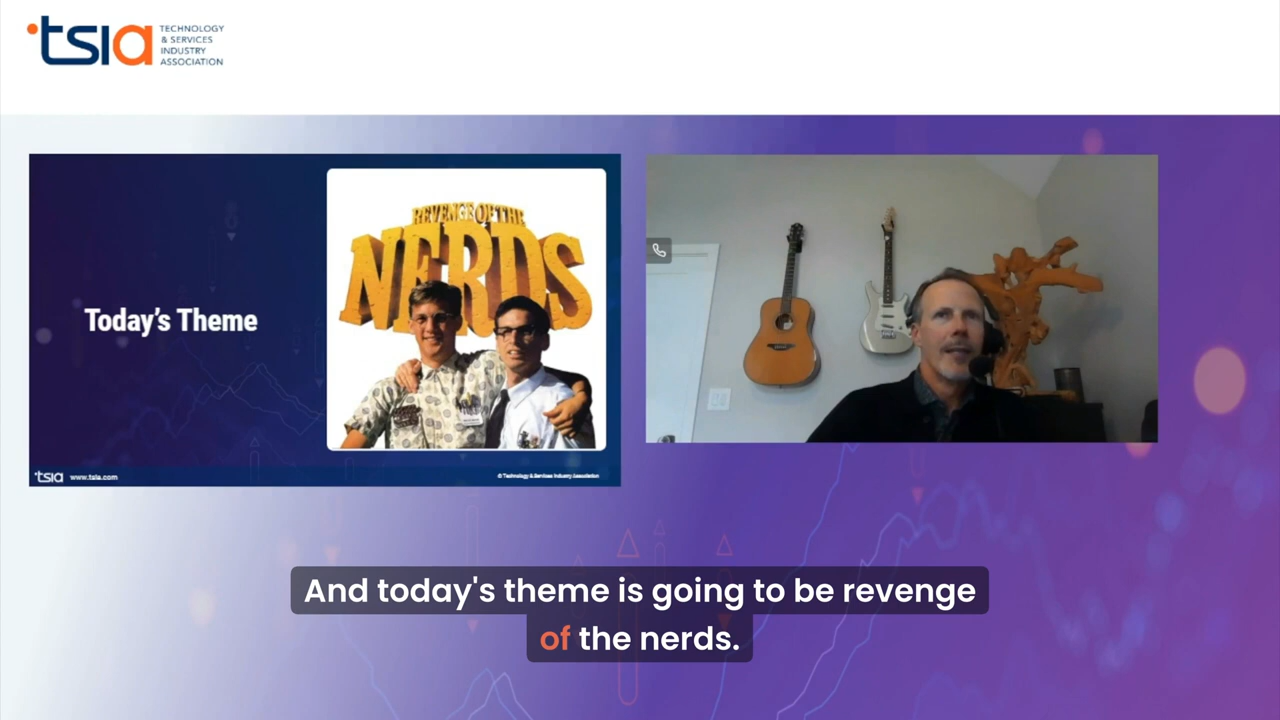 tsia
TECHNOLOGY
& SERVICES
INDUSTRY
ASSOCIATION
Today's Theme
REVENGE OF THE
NERDS
tsia www.tsia.com
© Technology & Services Industry Association
And today's theme is going to be revenge
of the nerds.